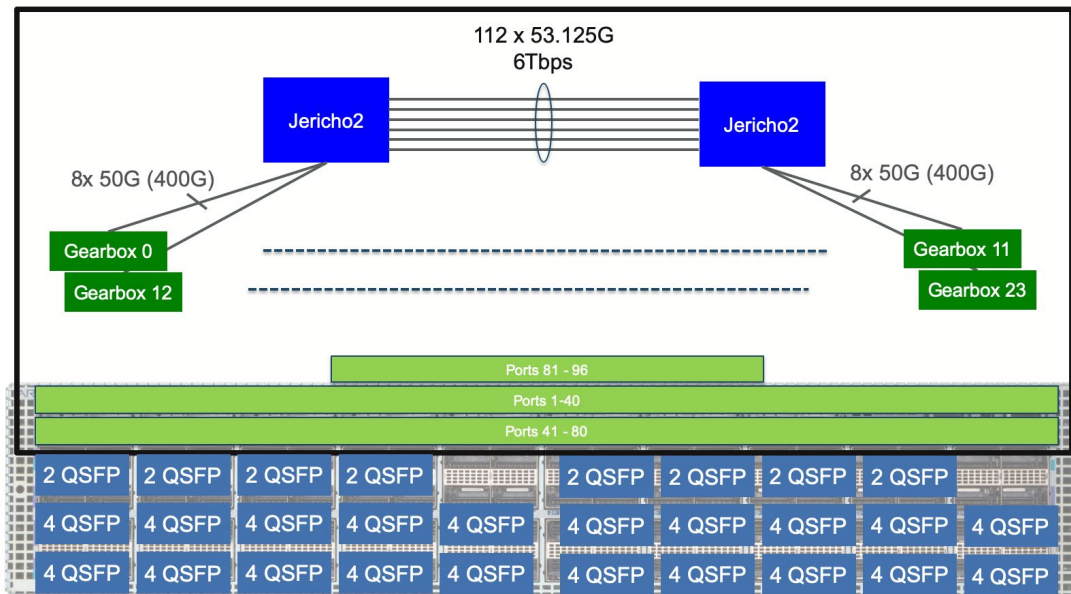 112 x 53.125G
6Tbps
Jericho2
Jericho2
8x 50G (400G)
8x 50G (400G)
Gearbox 0
Gearbox 11
Gearbox 12
Gearbox 23
Ports 81 - 96
Ports 1-40
Ports 41 - 80
2 QSFP 2 QSFP 2 QSFP 2 QSFP 2 QSFP 2 QSFP 2 QSFP 2 QSFP
4 QSFP 4 QSFP 4 QSFP 4 QSFP 4 QSFP 4 QSFP 4 QSFP 4 QSFP 4 QSFP 4 QSFP
4 QSFP 4 QSFP 4 QSFP 4 QSFP 4 QSFP 4 QSFP 4 QSFP 4 QSFP 4 QSFP 4 QSFP